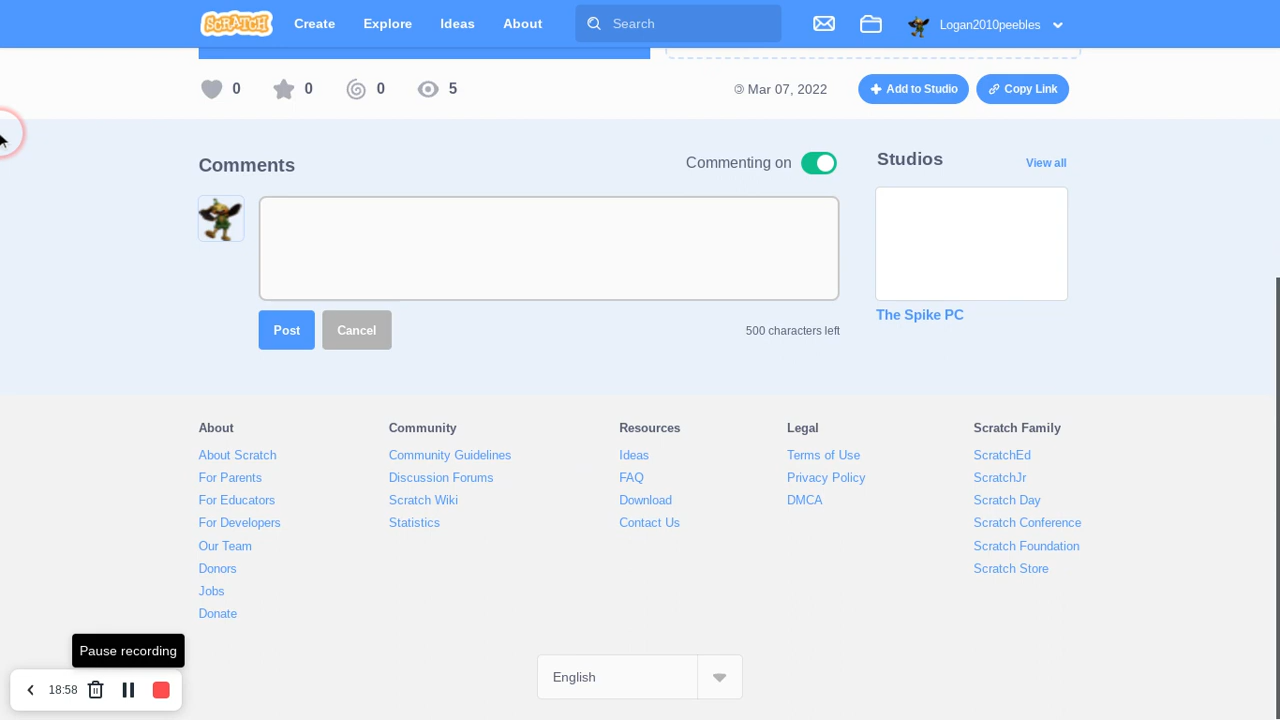 SCRATCH Create Explore Ideas About Search Logan2010peebles
0 0 0 5 Mar 07, 2022 Add to Studio Copy Link
Comments Commenting on
Studios View all
Post Cancel 500 characters left
The Spike PC
About
About Scratch
For Parents
For Educators
For Developers
Our Team
Donors
Jobs
Donate
Community
Community Guidelines
Discussion Forums
Scratch Wiki
Statistics
Resources
Ideas
FAQ
Download
Contact Us
Legal
Terms of Use
Privacy Policy
DMCA
Scratch Family
ScratchEd
ScratchJr
Scratch Day
Scratch Conference
Scratch Foundation
Scratch Store
Pause recording
18:58
English